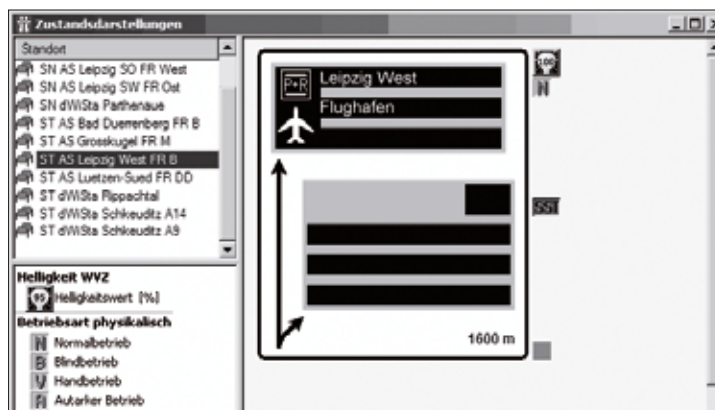 Zustandsdarstellungen
Standort
SN AS Leipzig SO FR West
SN AS Leipzig SW FR Ost
SN dWiSta Parthenaue
ST AS Bad Duerrenberg FR B
ST AS Grosskugel FR M
ST AS Leipzig West FR B
ST AS Luetzen-Sued FR DD
ST dWiSta Rippachtal
ST dWiSta Schkeuditz A14
ST dWiSta Schkeuditz A9
Helligkeit WVZ
95 Helligkeitswert [%]
Betriebsart physikalisch
N Normalbetrieb
B Blindbetrieb
V Handbetrieb
A Autarker Betrieb
P+R Leipzig West
Flughafen
1600 m
100
N
SST